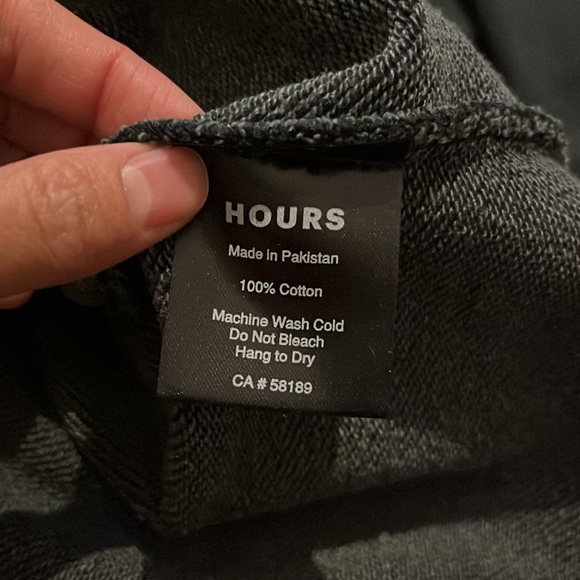 HOURS
Made in Pakistan
100% Cotton
Machine Wash Cold
Do Not Bleach
Hang to Dry
CA # 58189